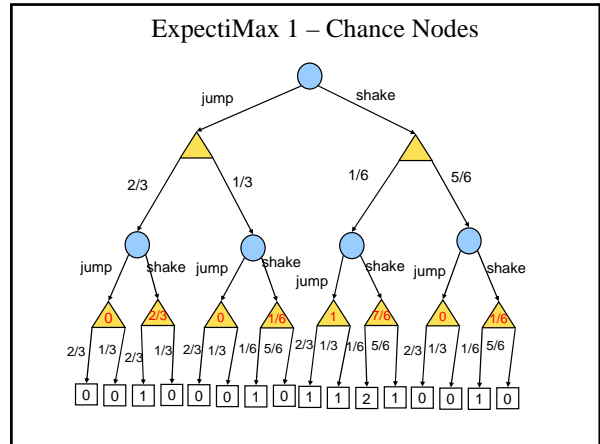 ExpectiMax 1 – Chance Nodes
jump shake
2/3 1/3 1/6 5/6
jump shake jump shake jump shake jump shake
0 2/3 0 1/6 1 7/6 0 1/6
2/3 1/3 2/3 1/3 2/3 1/3 1/6 5/6 2/3 1/3 1/6 5/6 2/3 1/3 1/6 5/6
0 0 1 0 0 0 1 0 1 1 2 1 0 0 1 0